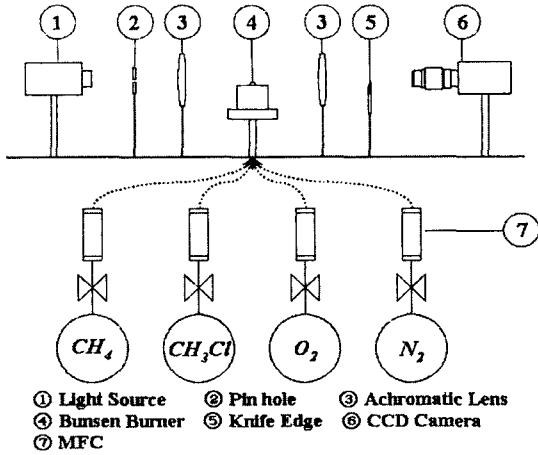 ① ② ③ ④ ③ ⑤ ⑥
⑦
CH₄ CH₃Cl O₂ N₂
① Light Source ② Pin hole ③ Achromatic Lens
④ Bunsen Burner ⑤ Knife Edge ⑥ CCD Camera
⑦ MFC